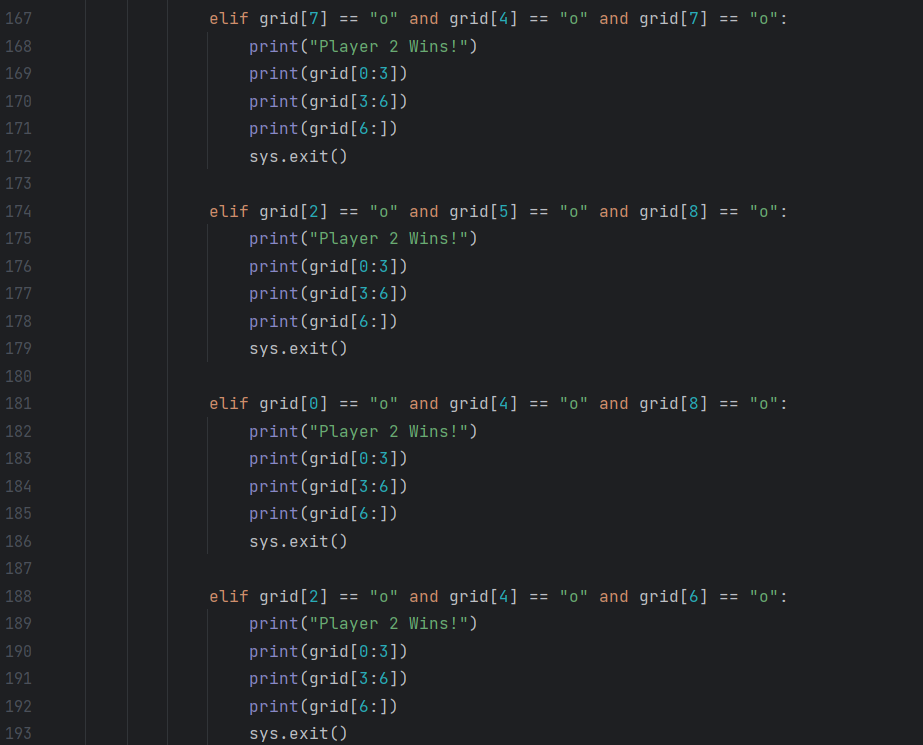 167 elif grid[7] == "o" and grid[4] == "o" and grid[7] == "o":
168 print("Player 2 Wins!")
169 print(grid[0:3])
170 print(grid[3:6])
171 print(grid[6:])
172 sys.exit()
173
174 elif grid[2] == "o" and grid[5] == "o" and grid[8] == "o":
175 print("Player 2 Wins!")
176 print(grid[0:3])
177 print(grid[3:6])
178 print(grid[6:])
179 sys.exit()
180
181 elif grid[0] == "o" and grid[4] == "o" and grid[8] == "o":
182 print("Player 2 Wins!")
183 print(grid[0:3])
184 print(grid[3:6])
185 print(grid[6:])
186 sys.exit()
187
188 elif grid[2] == "o" and grid[4] == "o" and grid[6] == "o":
189 print("Player 2 Wins!")
190 print(grid[0:3])
191 print(grid[3:6])
192 print(grid[6:])
193 sys.exit()